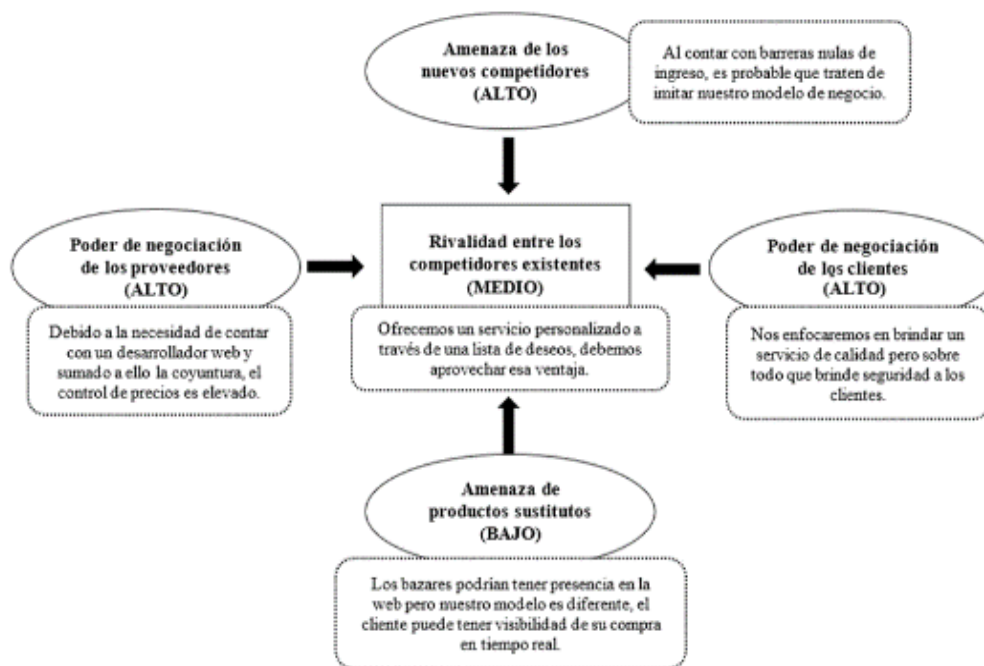 Amenaza de los
nuevos competidores
(ALTO)
Al contar con barreras nulas de
ingreso, es probable que traten de
imitar nuestro modelo de negocio.
Poder de negociación
de los proveedores
(ALTO)
Debido a la necesidad de contar
con un desarrollador web y
sumado a ello la coyuntura, el
control de precios es elevado.
Rivalidad entre los
competidores existentes
(MEDIO)
Ofrecemos un servicio personalizado a
través de una lista de deseos, debemos
aprovechar esa ventaja.
Poder de negociación
de los clientes
(ALTO)
Nos enfocaremos en brindar un
servicio de calidad pero sobre
todo que brinde seguridad a los
clientes.
Amenaza de
productos sustitutos
(BAJO)
Los bazares podrían tener presencia en la
web pero nuestro modelo es diferente, el
cliente puede tener visibilidad de su compra
en tiempo real.